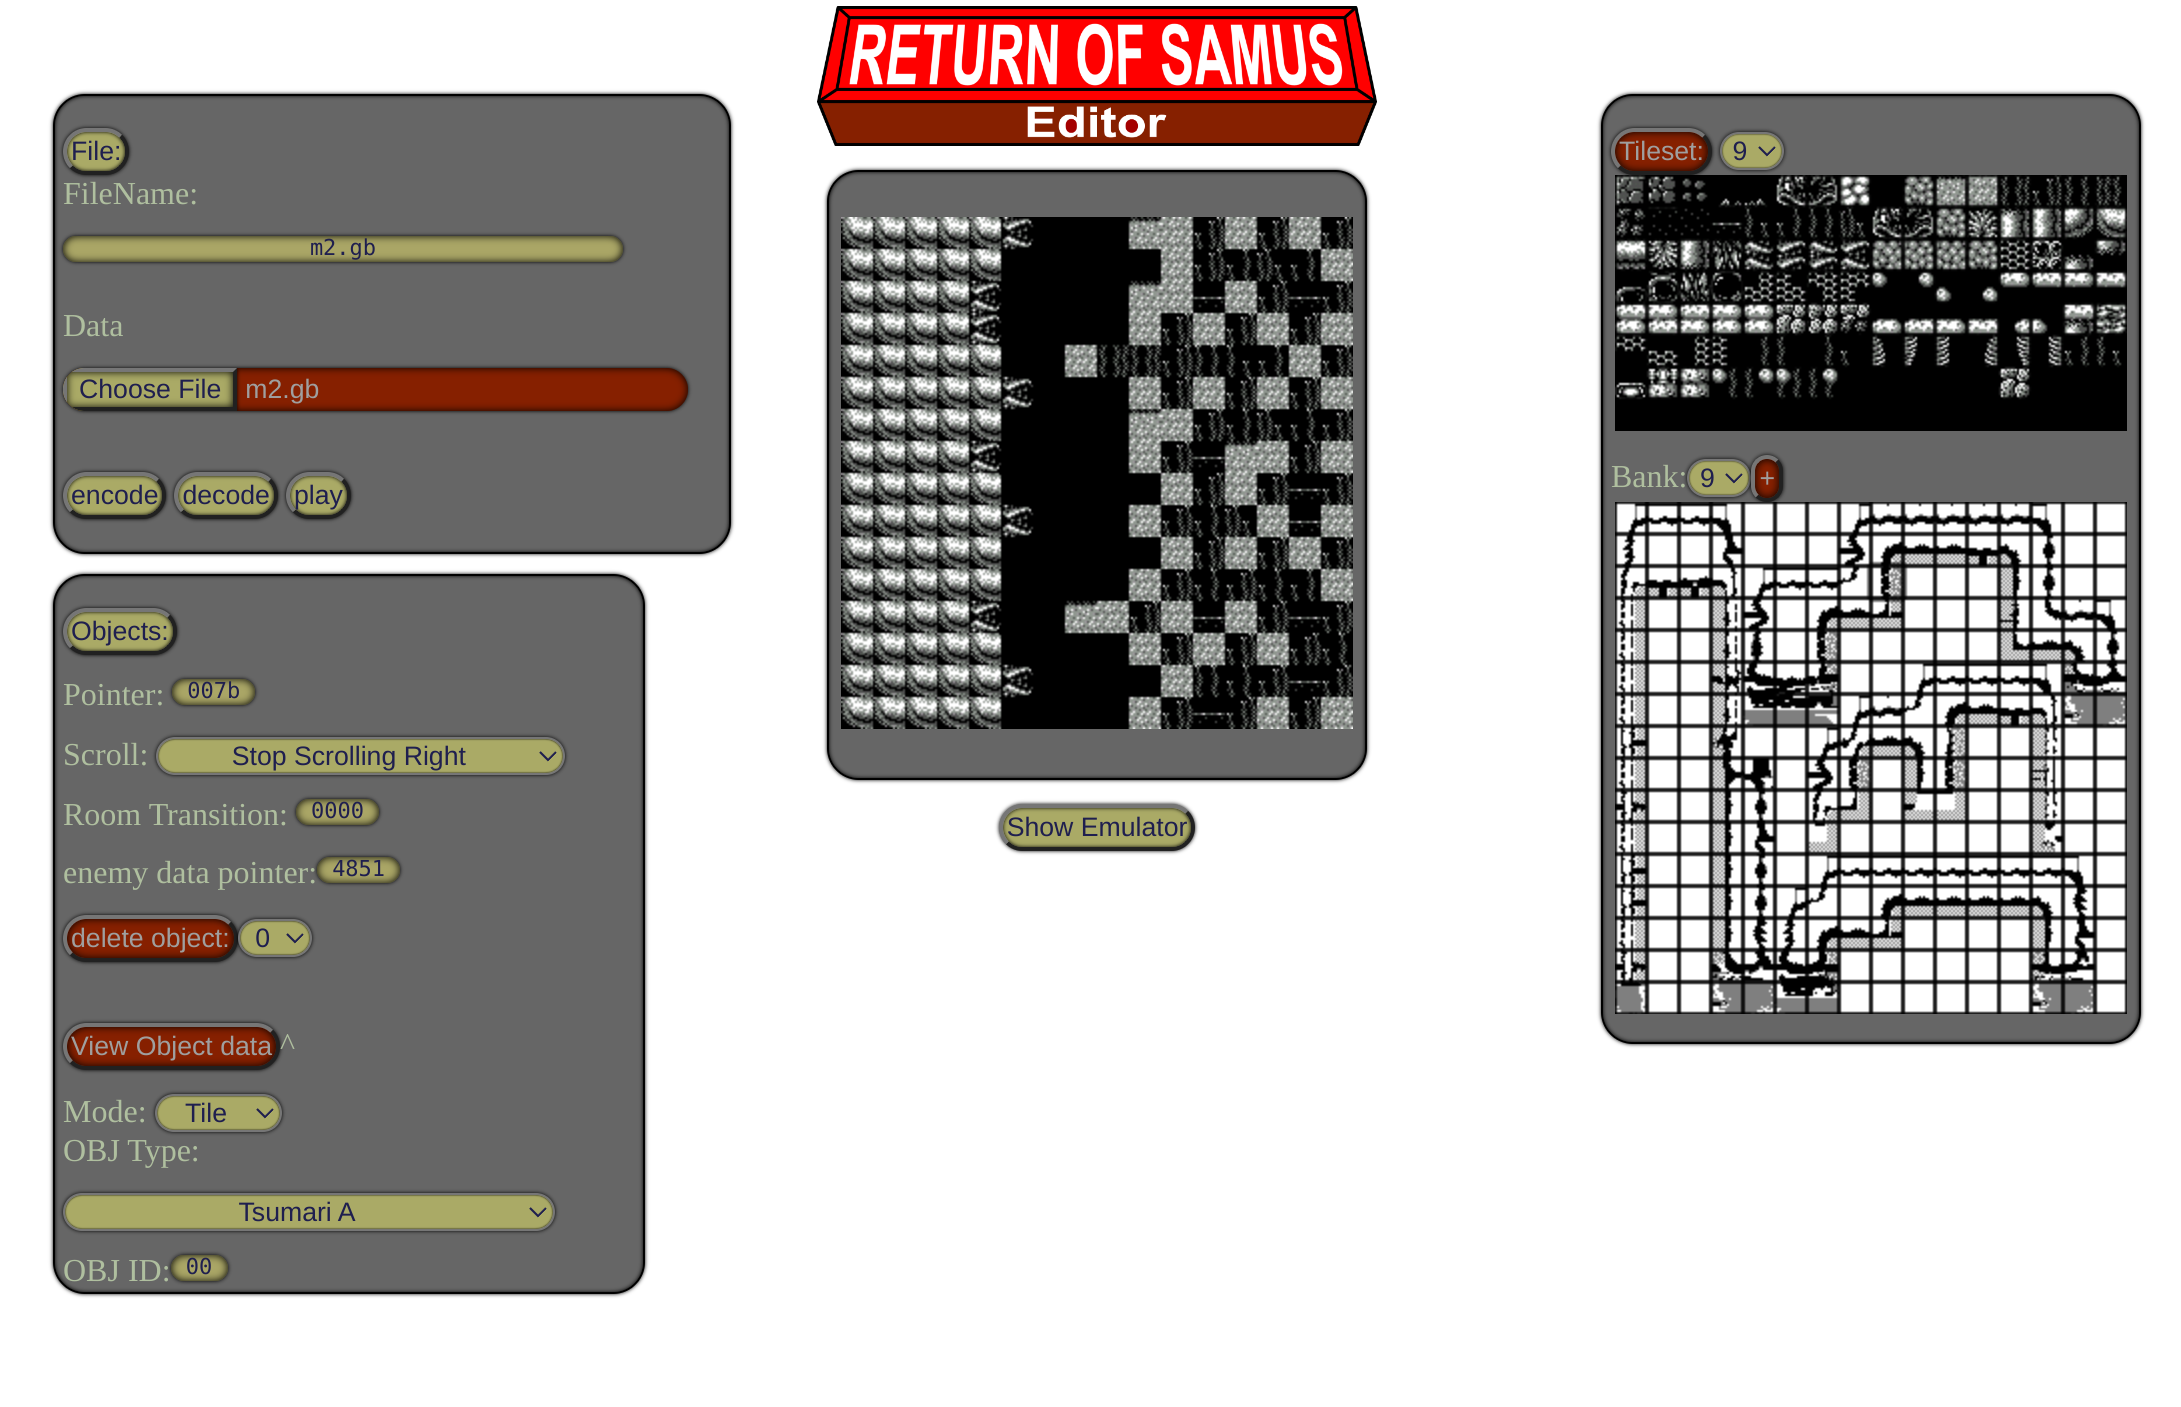 RETURN OF SAMUS
Editor
File:
FileName:
m2.gb
Data
Choose File m2.gb
encode decode play
Objects:
Pointer: 007b
Scroll: Stop Scrolling Right
Room Transition: 0000
enemy data pointer: 4851
delete object: 0
View Object data ^
Mode: Tile
OBJ Type:
Tsumari A
OBJ ID: 00
Show Emulator
Tileset: 9
Bank: 9 +